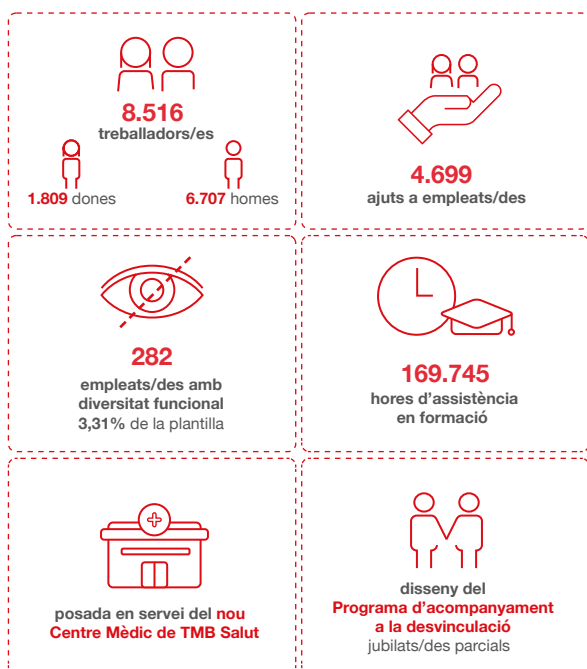 8.516
treballadors/es
1.809 dones
6.707 homes
4.699
ajuts a empleats/des
282
empleats/des amb
diversitat funcional
3,31% de la plantilla
169.745
hores d'assistència
en formació
posada en servei del nou
Centre Mèdic de TMB Salut
disseny del
Programa d'acompanyament
a la desvinculació
jubilats/des parcials